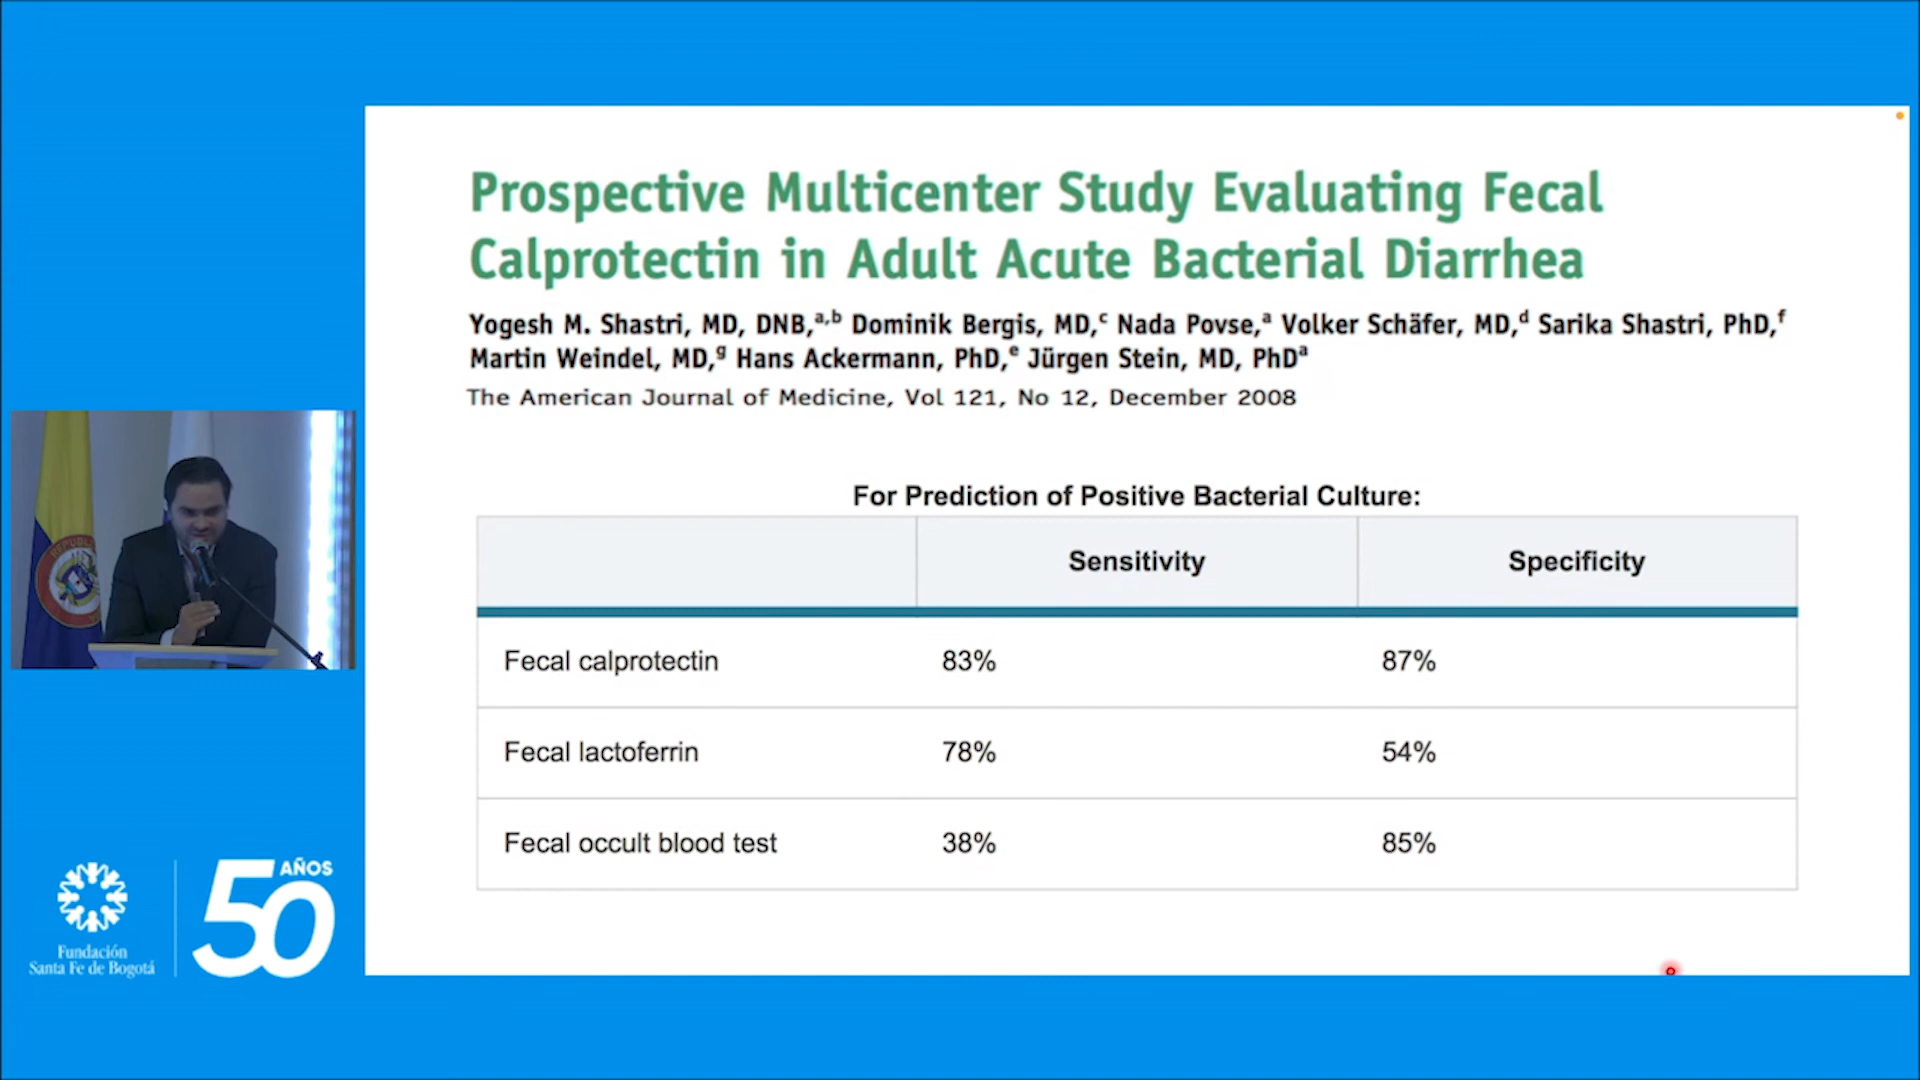 Prospective Multicenter Study Evaluating Fecal
Calprotectin in Adult Acute Bacterial Diarrhea
Yogesh M. Shastri, MD, DNB,a,b Dominik Bergis, MD,c Nada Povse,a Volker Schäfer, MD,d Sarika Shastri, PhD,f
Martin Weindel, MD,g Hans Ackermann, PhD,e Jürgen Stein, MD, PhDa
The American Journal of Medicine, Vol 121, No 12, December 2008
For Prediction of Positive Bacterial Culture:
Sensitivity Specificity
Fecal calprotectin 83% 87%
Fecal lactoferrin 78% 54%
Fecal occult blood test 38% 85%
Fundación
Santa Fe de Bogotá
50 AÑOS